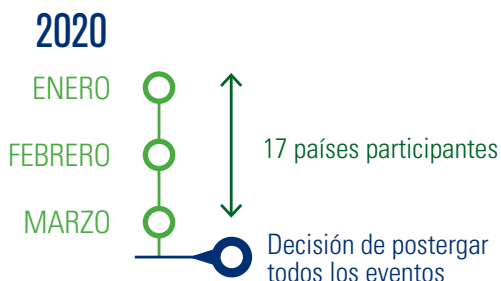 2020
ENERO
FEBRERO
17 países participantes
MARZO
Decisión de postergar
todos los eventos